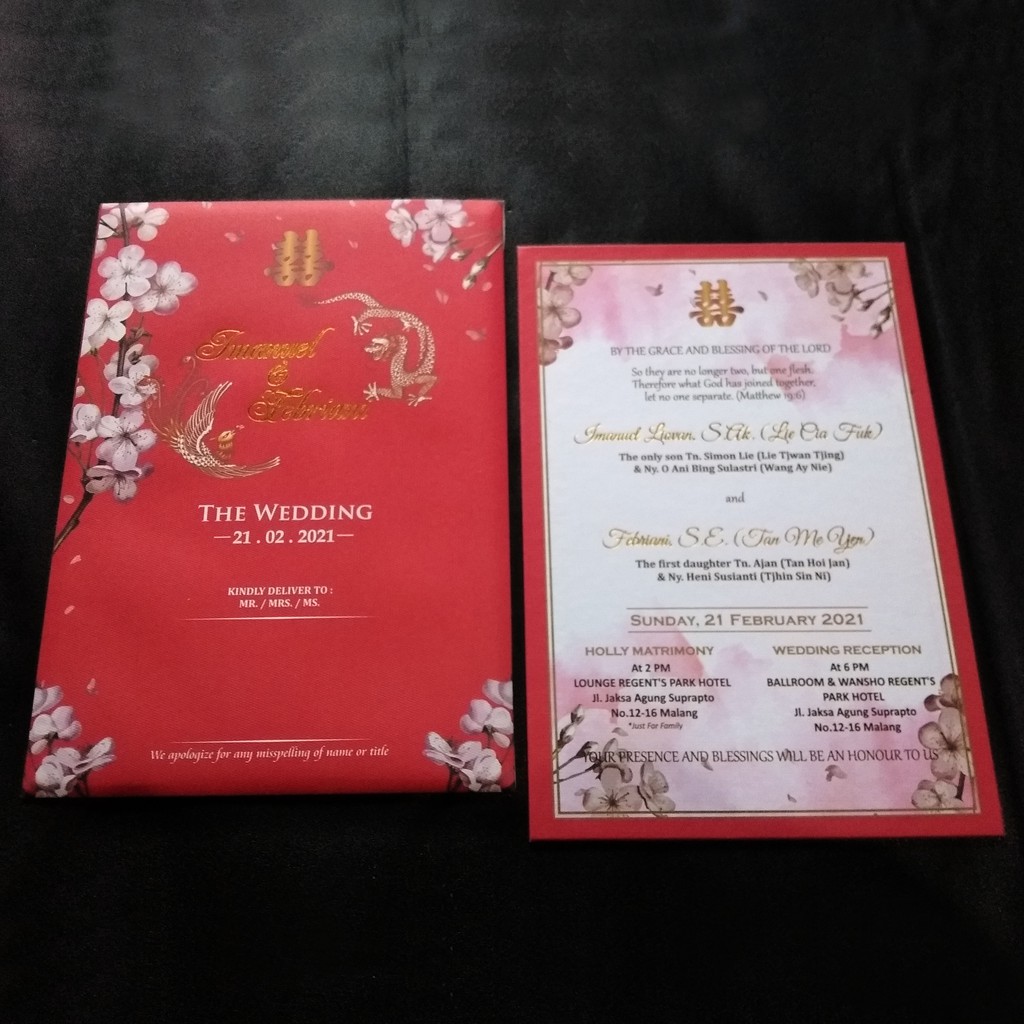 囍
Imanuel
&
Febriani
THE WEDDING
—21 . 02 . 2021—
KINDLY DELIVER TO :
MR. / MRS. / MS.
We apologize for any misspelling of name or title
囍
BY THE GRACE AND BLESSING OF THE LORD
So they are no longer two, but one flesh.
Therefore what God has joined together,
let no one separate. (Matthew 19:6)
Imanuel Liovan, S.Ak. (Lie Cia Fuk)
The only son Tn. Simon Lie (Lie Tjwan Tjing)
& Ny. O Ani Bing Sulastri (Wang Ay Nie)
and
Febriani, S.E. (Tan Me Yen)
The first daughter Tn. Ajan (Tan Hoi Jan)
& Ny. Heni Susianti (Tjhin Sin Ni)
SUNDAY, 21 FEBRUARY 2021
HOLLY MATRIMONY
At 2 PM
LOUNGE REGENT'S PARK HOTEL
Jl. Jaksa Agung Suprapto
No.12-16 Malang
*Just For Family
WEDDING RECEPTION
At 6 PM
BALLROOM & WANSHO REGENT'S
PARK HOTEL
Jl. Jaksa Agung Suprapto
No.12-16 Malang
YOUR PRESENCE AND BLESSINGS WILL BE AN HONOUR TO US